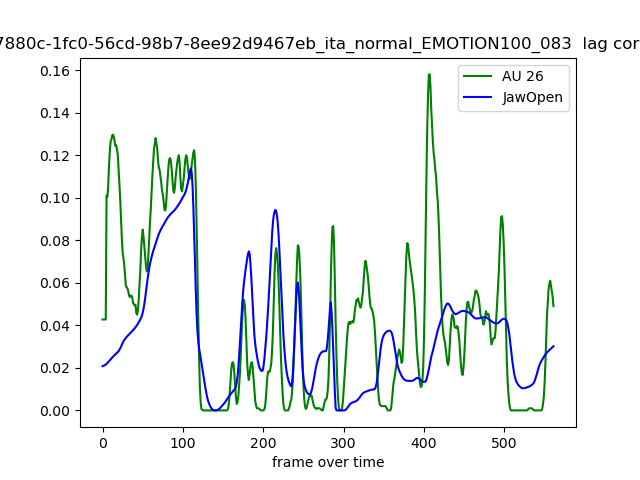 7880c-1fc0-56cd-98b7-8ee92d9467eb_ita_normal_EMOTION100_083 lag cor
AU 26
JawOpen
0.16
0.14
0.12
0.10
0.08
0.06
0.04
0.02
0.00
0 100 200 300 400 500
frame over time